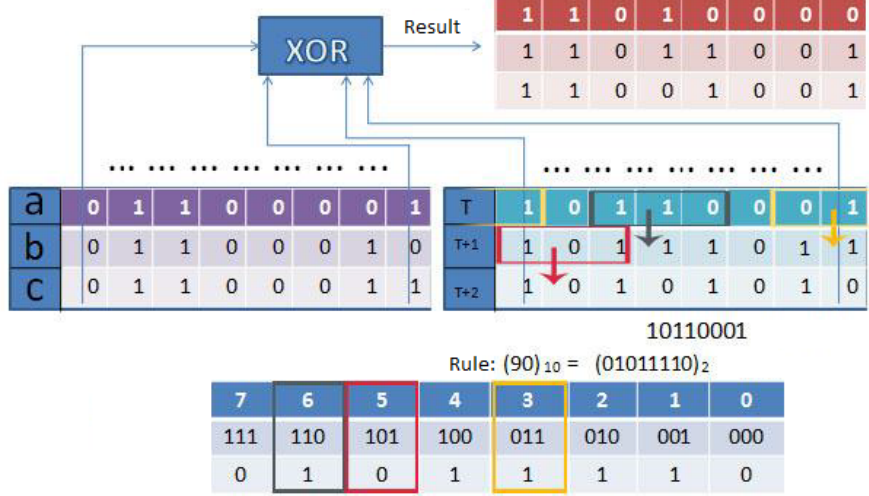 1 1 0 1 0 0 0 0
Result
XOR
1 1 0 1 1 0 0 1
1 1 0 0 1 0 0 1
... ... ... ... ... ... ...
... ... ... ... ... ... ...
a 0 1 1 0 0 0 0 1
b 0 1 1 0 0 0 1 0
c 0 1 1 0 0 0 1 1
T 1 0 1 1 0 0 0 1
T+1 1 0 1 1 1 0 1 1
T+2 1 0 1 0 1 0 1 0
10110001
Rule: (90)10 = (01011110)2
7 6 5 4 3 2 1 0
111 110 101 100 011 010 001 000
0 1 0 1 1 1 1 0